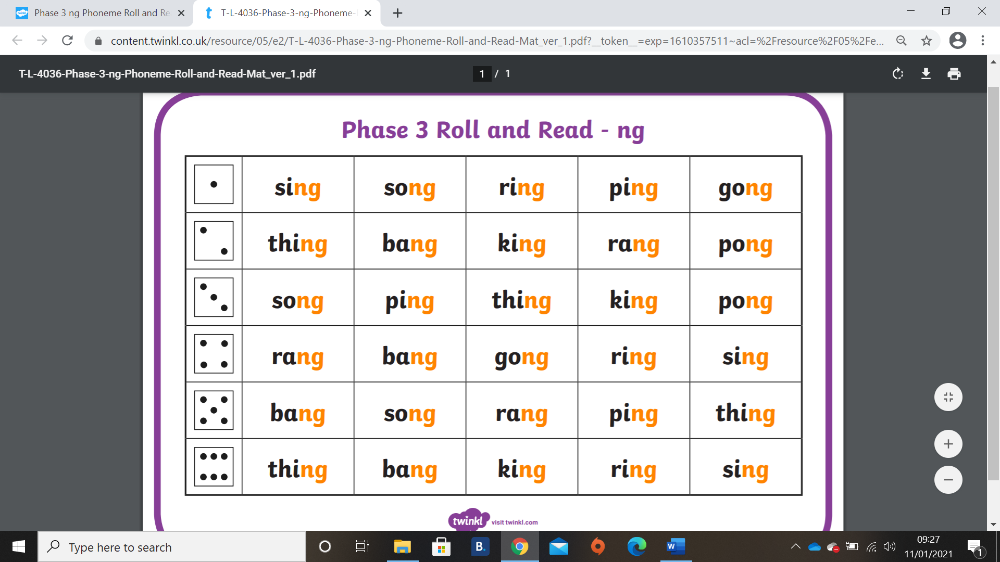 Phase 3 ng Phoneme Roll and Re
T-L-4036-Phase-3-ng-Phoneme-
content.twinkl.co.uk/resource/05/e2/T-L-4036-Phase-3-ng-Phoneme-Roll-and-Read-Mat_ver_1.pdf?__token__=exp=1610357511~acl=%2Fresource%2F05%2Fe...
T-L-4036-Phase-3-ng-Phoneme-Roll-and-Read-Mat_ver_1.pdf 1 / 1
Phase 3 Roll and Read - ng
sing song ring ping gong
thing bang king rang pong
song ping thing king pong
rang bang gong ring sing
bang song rang ping thing
thing bang king ring sing
twinkl visit twinkl.com
Type here to search
B.
W
09:27
11/01/2021
1